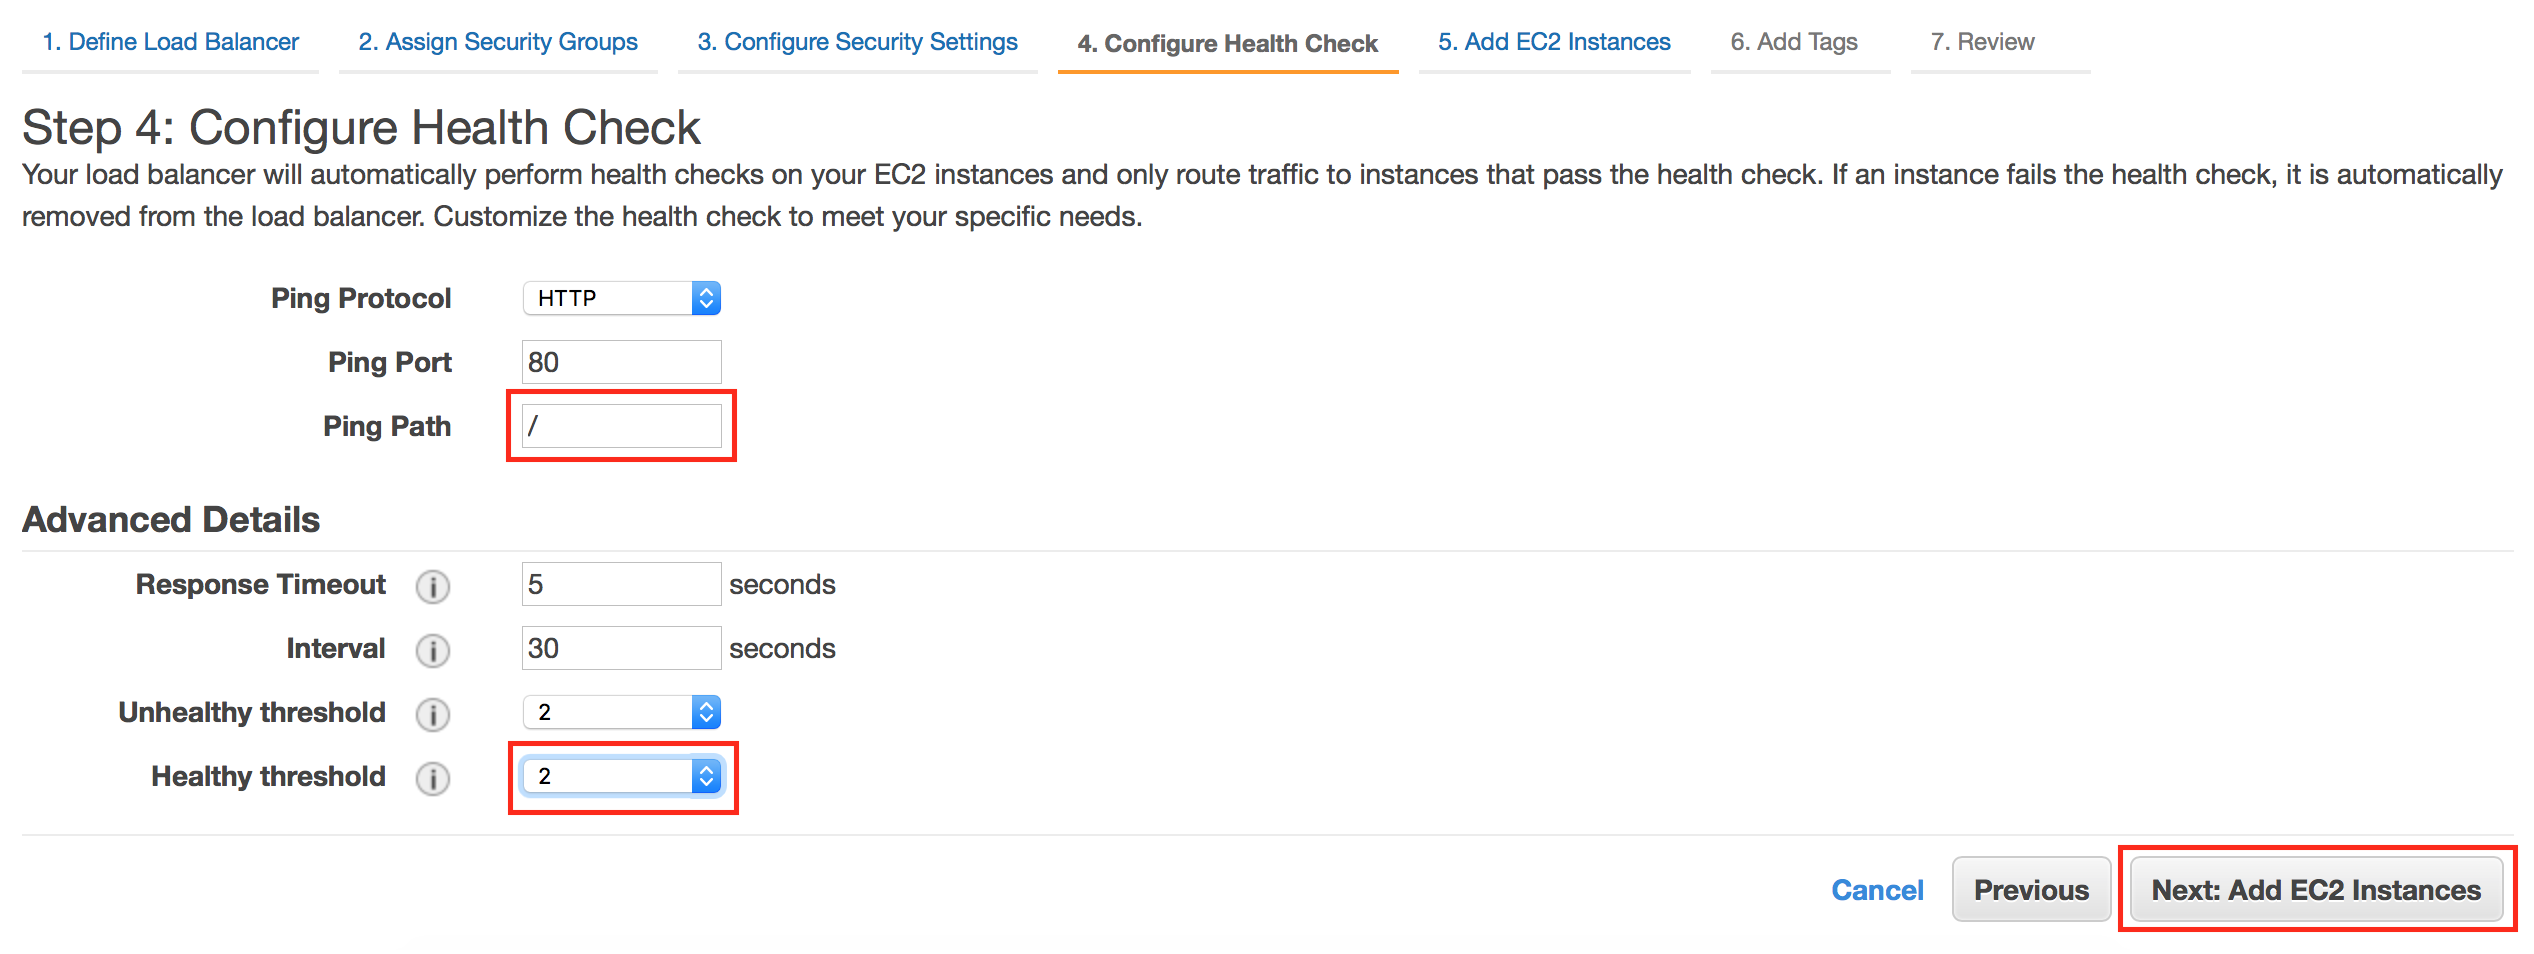 1. Define Load Balancer 2. Assign Security Groups 3. Configure Security Settings 4. Configure Health Check 5. Add EC2 Instances 6. Add Tags 7. Review
Step 4: Configure Health Check
Your load balancer will automatically perform health checks on your EC2 instances and only route traffic to instances that pass the health check. If an instance fails the health check, it is automatically
removed from the load balancer. Customize the health check to meet your specific needs.
Ping Protocol HTTP
Ping Port 80
Ping Path /
Advanced Details
Response Timeout i 5 seconds
Interval i 30 seconds
Unhealthy threshold i 2
Healthy threshold i 2
Cancel Previous Next: Add EC2 Instances